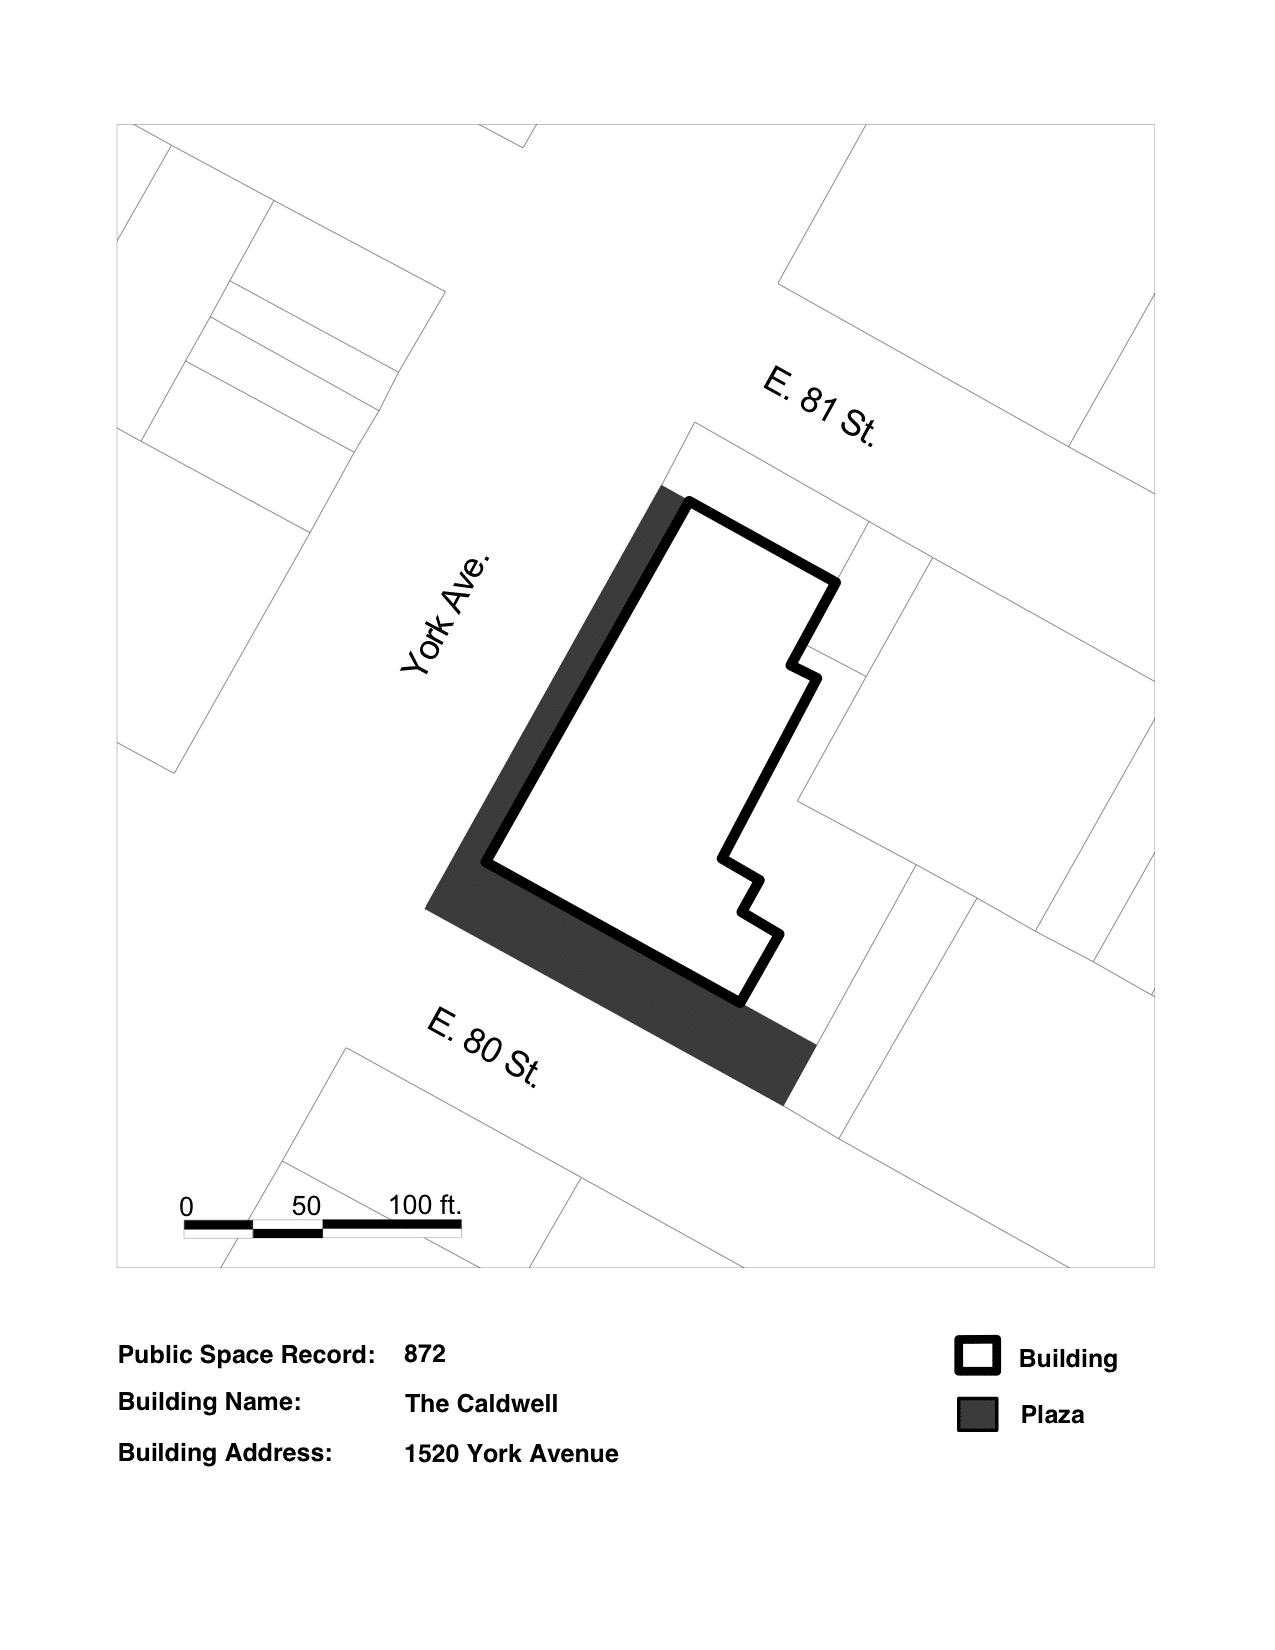 E. 81 St.
York Ave.
E. 80 St.
0 50 100 ft.
Public Space Record: 872
Building Name: The Caldwell
Building Address: 1520 York Avenue
Building
Plaza